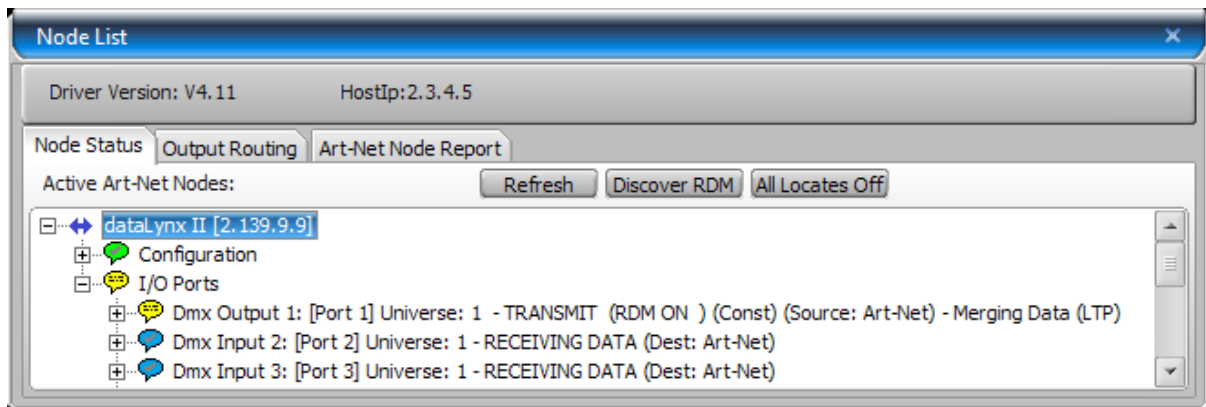 Node List
Driver Version: V4.11 HostIp:2.3.4.5
Node Status Output Routing Art-Net Node Report
Active Art-Net Nodes: Refresh Discover RDM All Locates Off
dataLynx II [2.139.9.9]
Configuration
I/O Ports
Dmx Output 1: [Port 1] Universe: 1 - TRANSMIT (RDM ON ) (Const) (Source: Art-Net) - Merging Data (LTP)
Dmx Input 2: [Port 2] Universe: 1 - RECEIVING DATA (Dest: Art-Net)
Dmx Input 3: [Port 3] Universe: 1 - RECEIVING DATA (Dest: Art-Net)